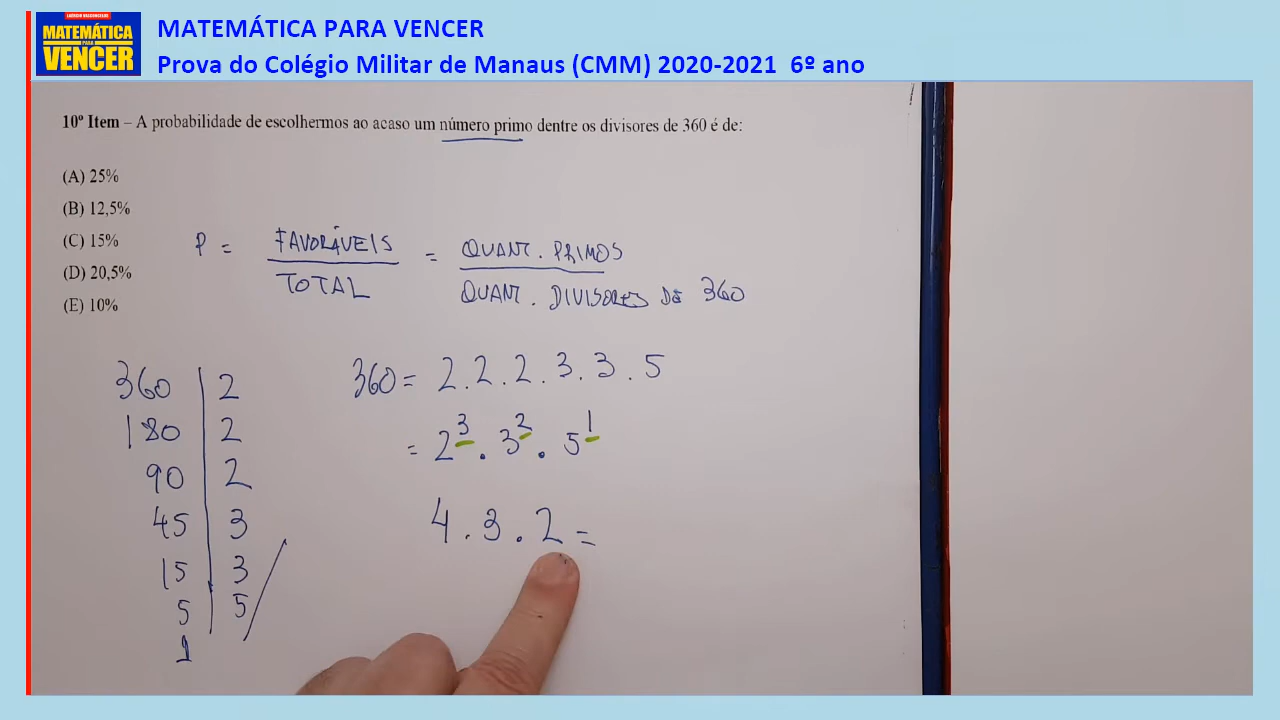 LAÉRCIO VASCONCELOS
MATEMÁTICA
PARA
VENCER
MATEMÁTICA PARA VENCER
Prova do Colégio Militar de Manaus (CMM) 2020-2021 6º ano
10º Item – A probabilidade de escolhermos ao acaso um número primo dentre os divisores de 360 é de:
(A) 25%
(B) 12,5%
(C) 15%
(D) 20,5%
(E) 10%
P = FAVORÁVEIS / TOTAL = QUANT. PRIMOS / QUANT. DIVISORES DE 360
360 | 2
180 | 2
90 | 2
45 | 3
15 | 3
5 | 5
1
360 = 2.2.2.3.3.5
= 2³.3².5¹
4.3.2=